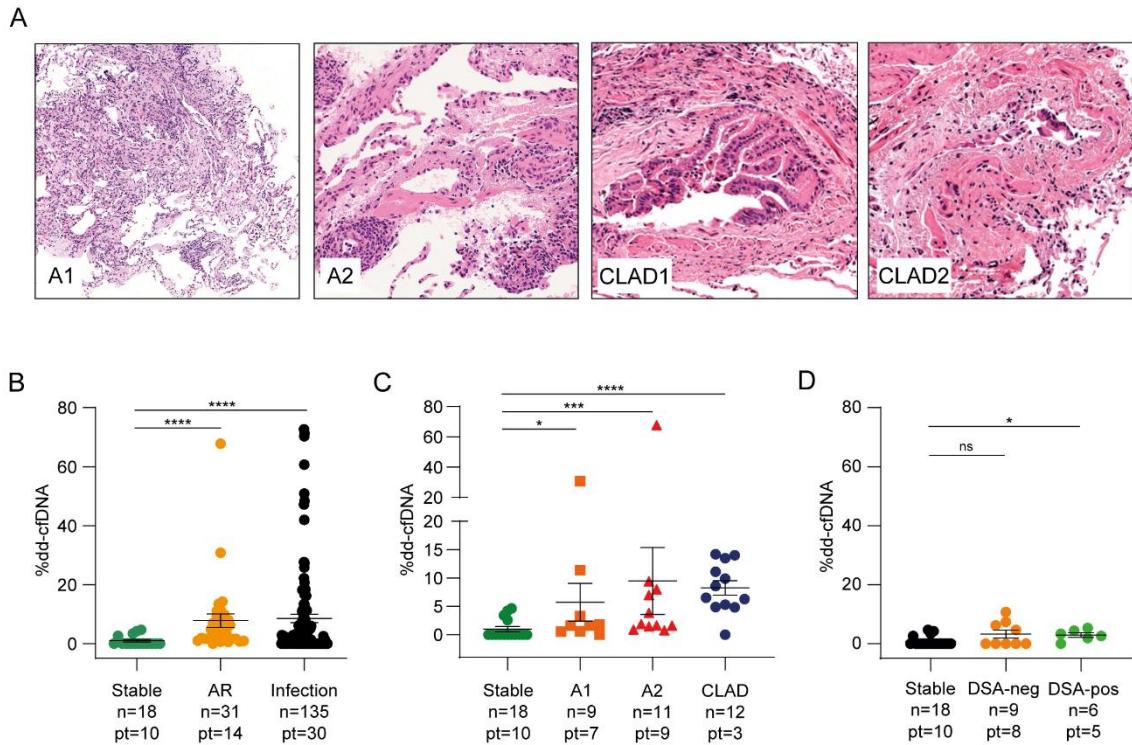 A
A1
A2
CLAD1
CLAD2
B
80
60
40
20
0
%dd-cfDNA
****
****
Stable AR Infection
n=18 n=31 n=135
pt=10 pt=14 pt=30
C
80
60
40
20
20
15
10
5
0
%dd-cfDNA
****
***
*
Stable A1 A2 CLAD
n=18 n=9 n=11 n=12
pt=10 pt=7 pt=9 pt=3
D
80
60
40
20
0
%dd-cfDNA
*
ns
Stable DSA-neg DSA-pos
n=18 n=9 n=6
pt=10 pt=8 pt=5